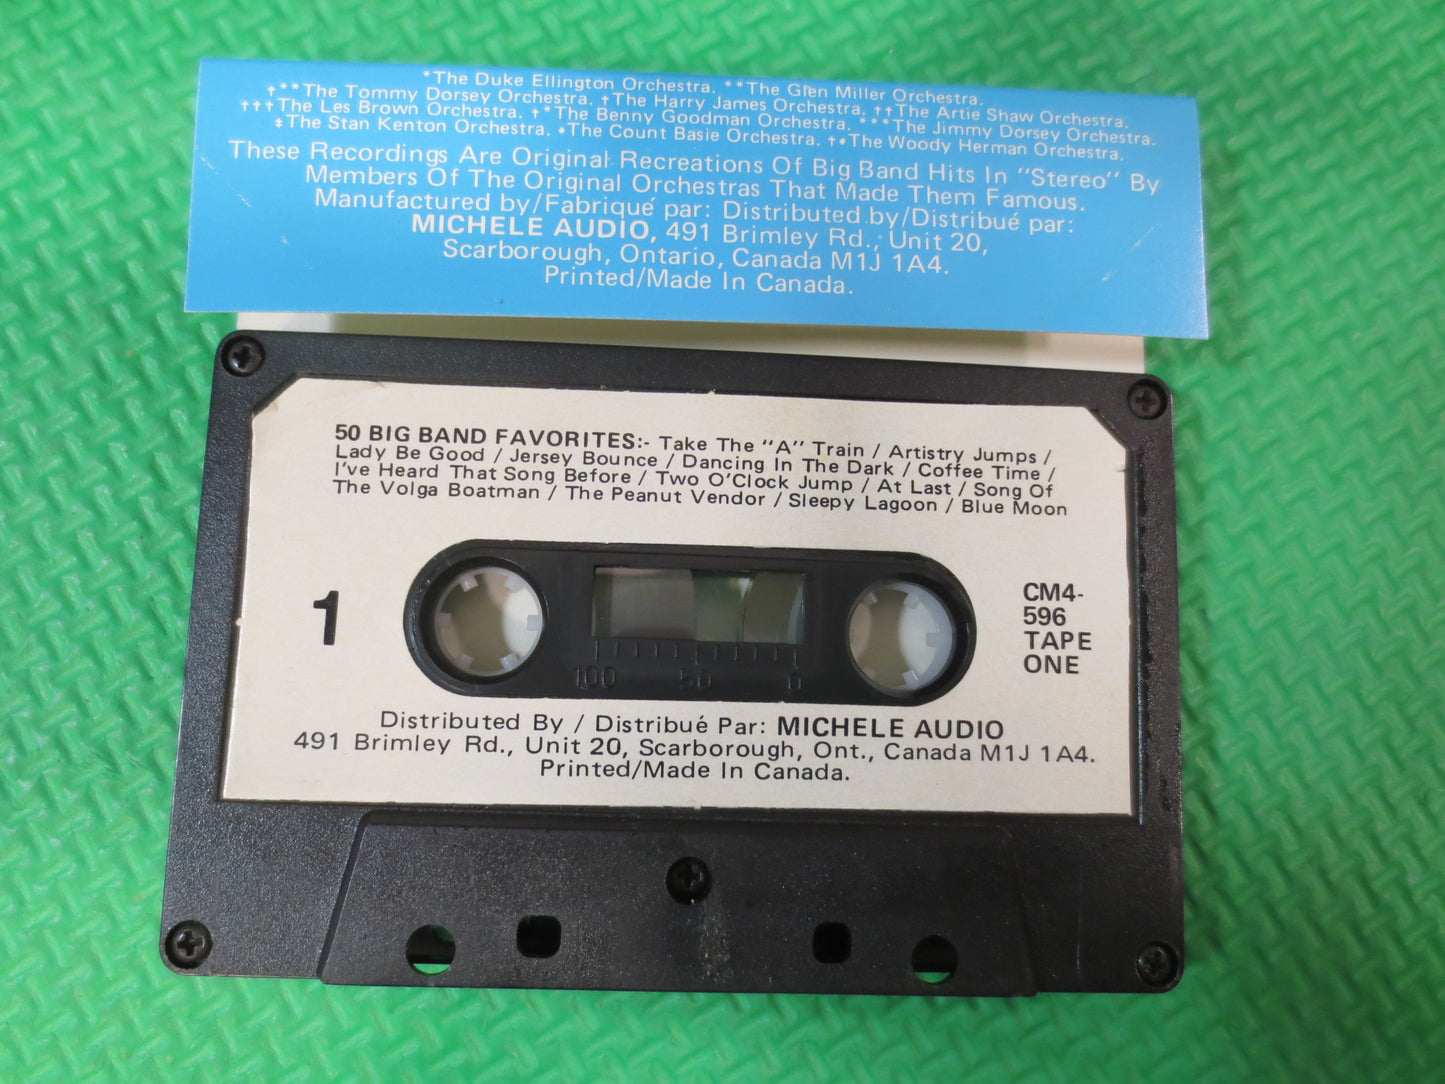 *The Duke Ellington Orchestra. **The Glen Miller Orchestra.
†**The Tommy Dorsey Orchestra. †The Harry James Orchestra, ††The Artie Shaw Orchestra.
†††The Les Brown Orchestra. †*The Benny Goodman Orchestra. ***The Jimmy Dorsey Orchestra.
‡The Stan Kenton Orchestra. •The Count Basie Orchestra. †•The Woody Herman Orchestra.
These Recordings Are Original Recreations Of Big Band Hits In "Stereo" By
Members Of The Original Orchestras That Made Them Famous.
Manufactured by/Fabriqué par: Distributed by/Distribué par:
MICHELE AUDIO, 491 Brimley Rd., Unit 20,
Scarborough, Ontario, Canada M1J 1A4.
Printed/Made In Canada.
50 BIG BAND FAVORITES:- Take The "A" Train / Artistry Jumps /
Lady Be Good / Jersey Bounce / Dancing In The Dark / Coffee Time /
I've Heard That Song Before / Two O'Clock Jump / At Last / Song Of
The Volga Boatman / The Peanut Vendor / Sleepy Lagoon / Blue Moon
1
100 50 0
CM4-
596
TAPE
ONE
Distributed By / Distribué Par: MICHELE AUDIO
491 Brimley Rd., Unit 20, Scarborough, Ont., Canada M1J 1A4.
Printed/Made In Canada.